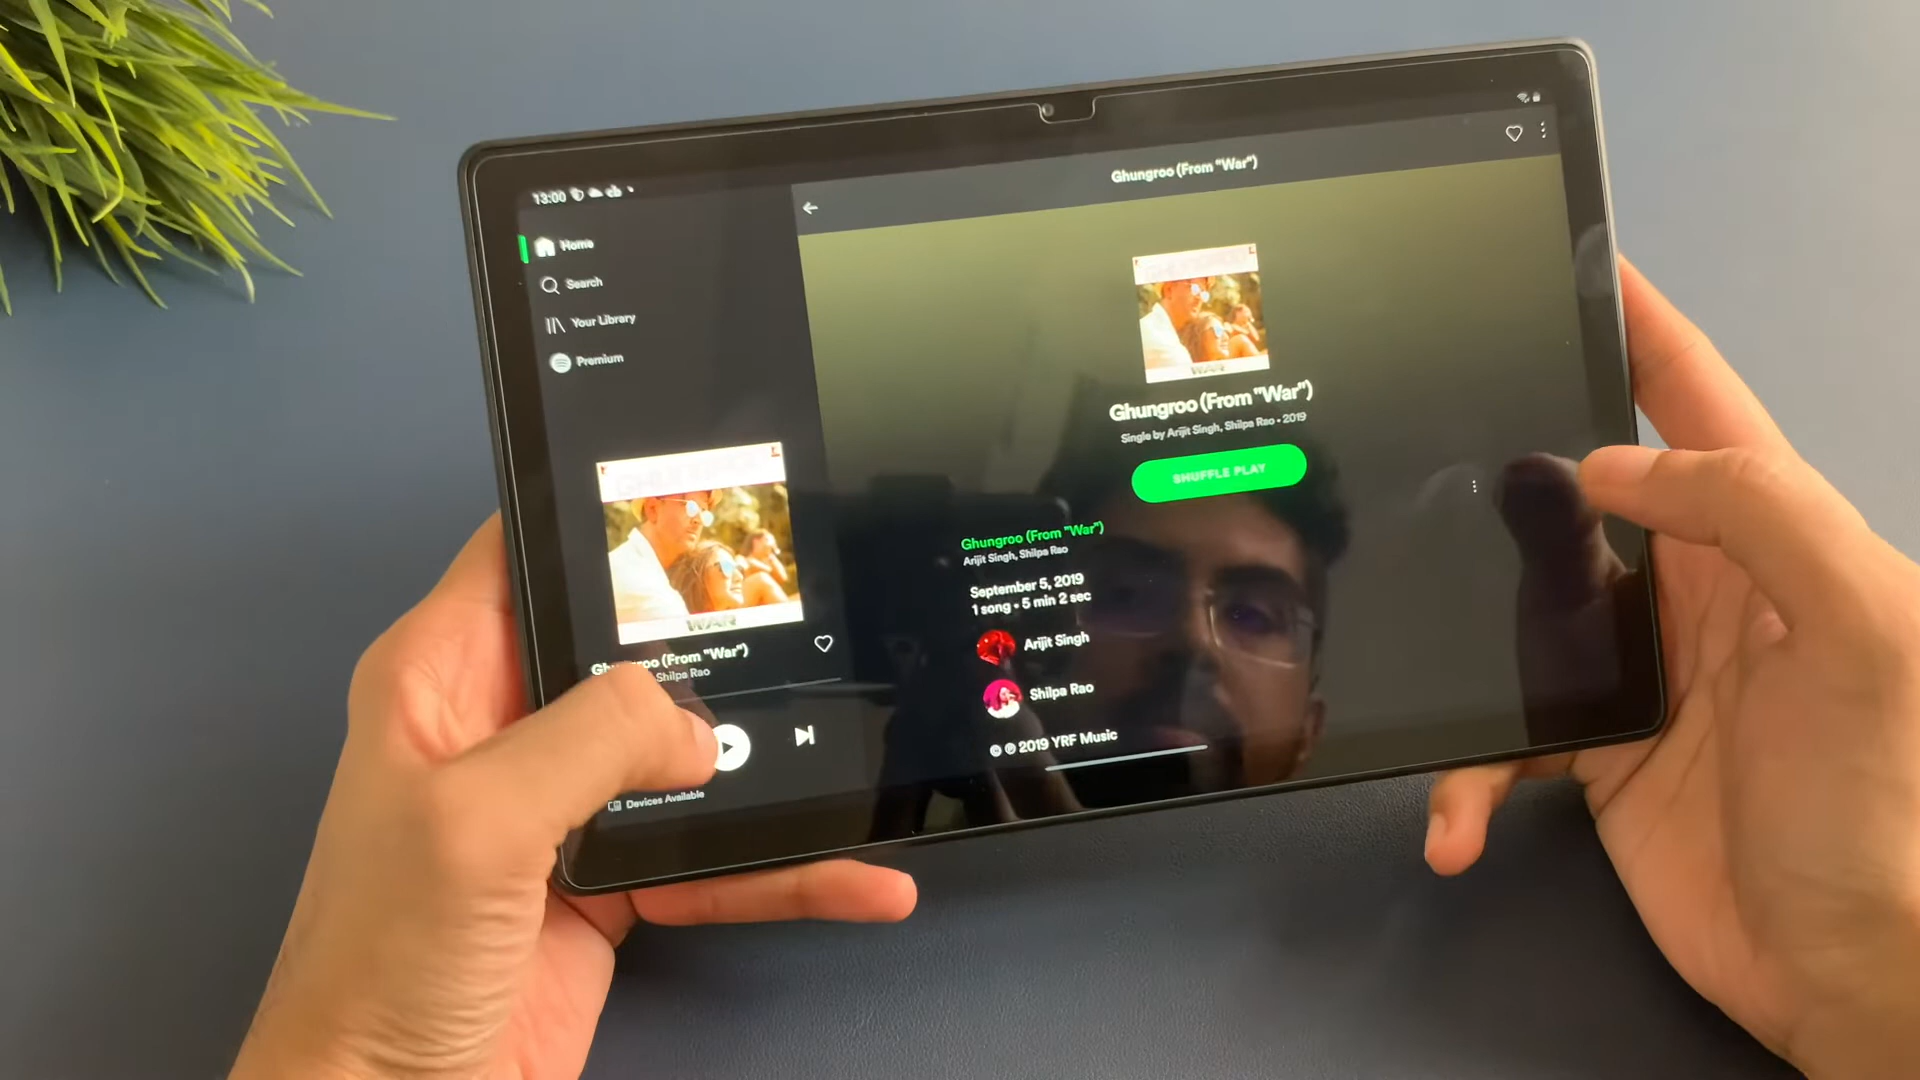 13:00
Home
Search
Your Library
Premium
WAR
(From "War")
Shilpa Rao
Devices Available
Ghungroo (From "War")
WAR
Ghungroo (From "War")
Single by Arijit Singh, Shilpa Rao • 2019
SHUFFLE PLAY
Ghungroo (From "War")
Arijit Singh, Shilpa Rao
September 5, 2019
1 song • 5 min 2 sec
Arijit Singh
Shilpa Rao
© ℗ 2019 YRF Music